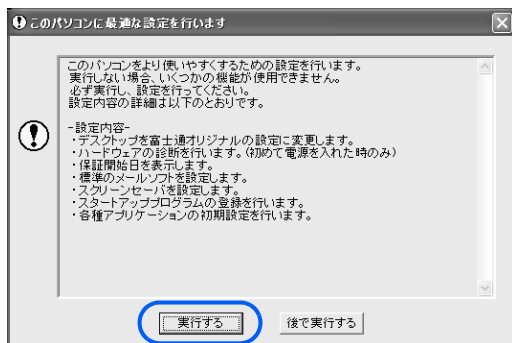 このパソコンに最適な設定を行います
このパソコンをより使いやすくするための設定を行います。
実行しない場合、いくつかの機能が使用できません。
必ず実行し、設定を行ってください。
設定内容の詳細は以下のとおりです。
-設定内容-
・デスクトップを富士通オリジナルの設定に変更します。
・ハードウェアの診断を行います。(初めて電源を入れた時のみ)
・保証開始日を表示します。
・標準のメールソフトを設定します。
・スクリーンセーバを設定します。
・スタートアッププログラムの登録を行います。
・各種アプリケーションの初期設定を行います。
実行する 後で実行する